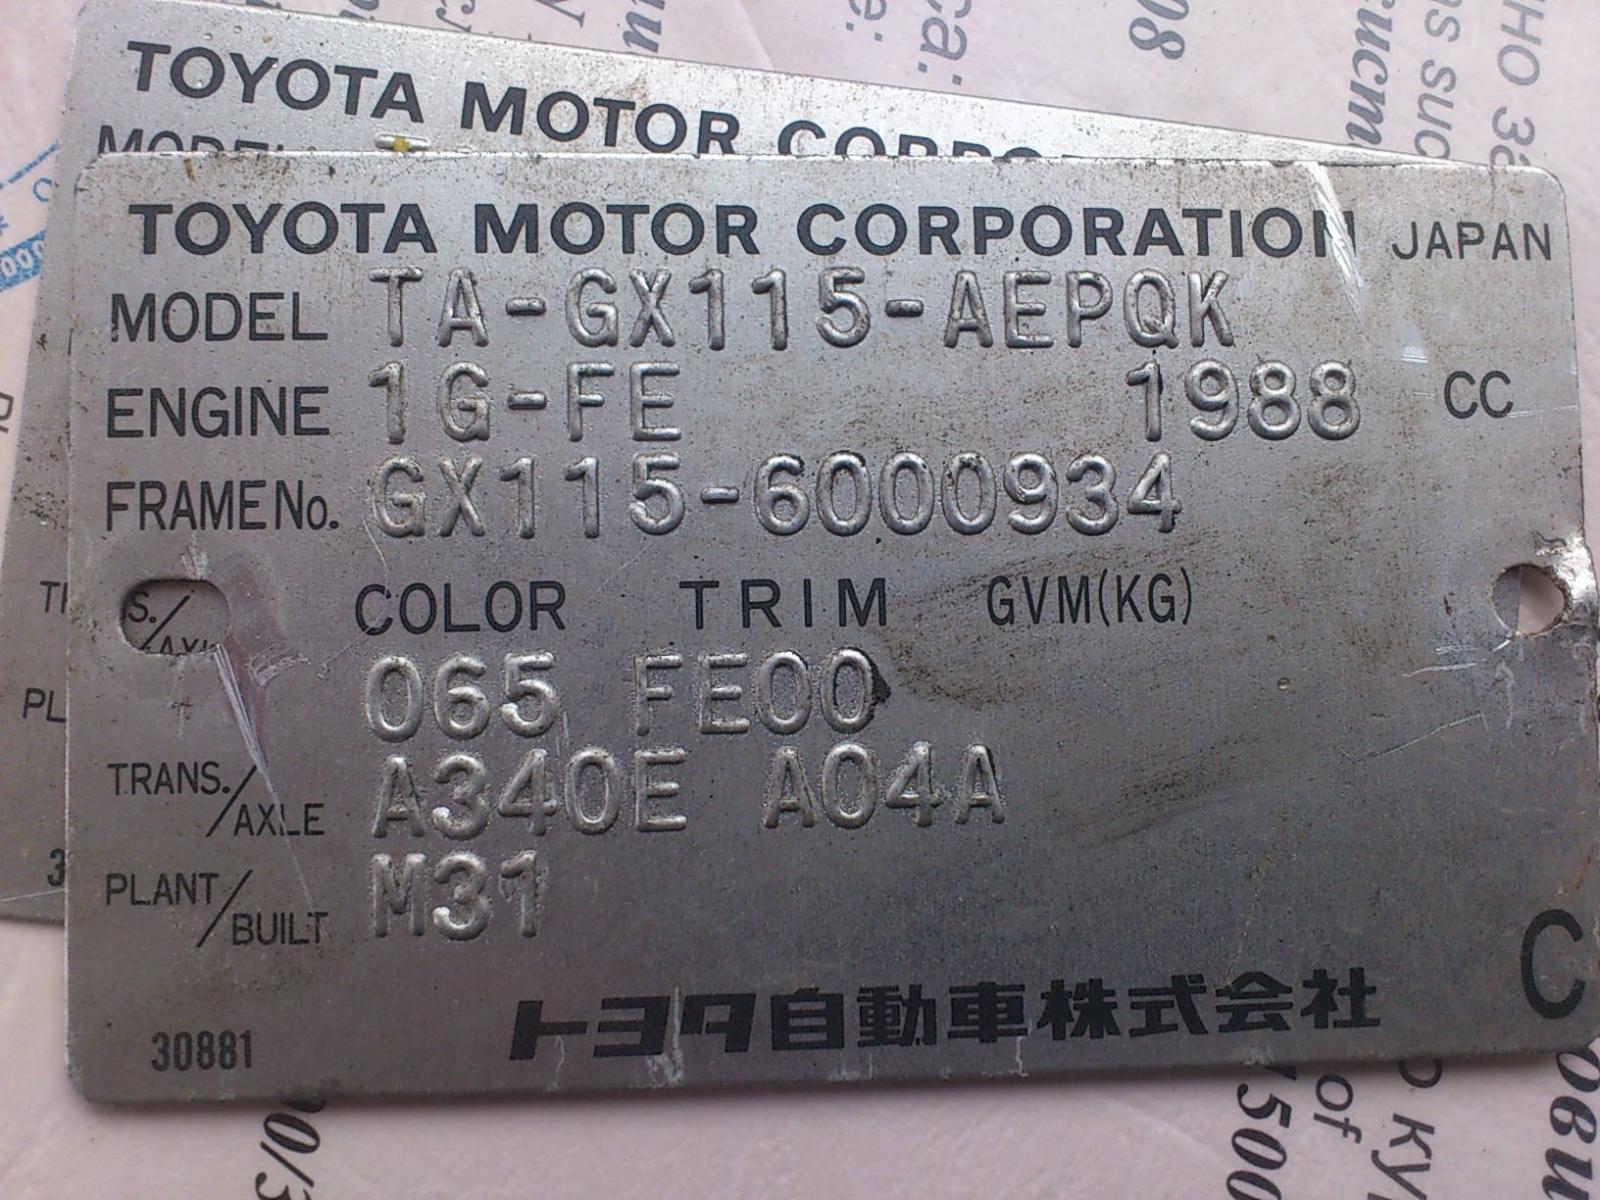 TOYOTA MOTOR
MODEL
TOYOTA MOTOR CORPORATION JAPAN
MODEL TA-GX115-AEPQK
ENGINE 1G-FE 1988 CC
FRAME No. GX115-6000934
COLOR TRIM GVM(KG)
065 FE00
TRANS./AXLE A340E A04A
PLANT/BUILT M31
トヨタ自動車株式会社
30881
C